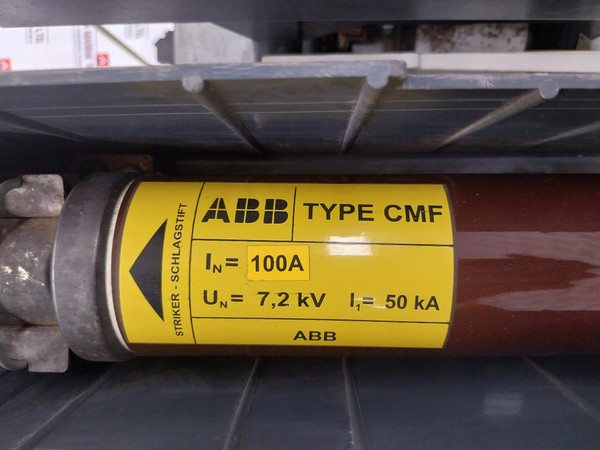 ABB TYPE CMF
Iₙ= 100A
Uₙ= 7,2 kV I₁= 50 kA
ABB
STRIKER - SCHLAGSTIFT